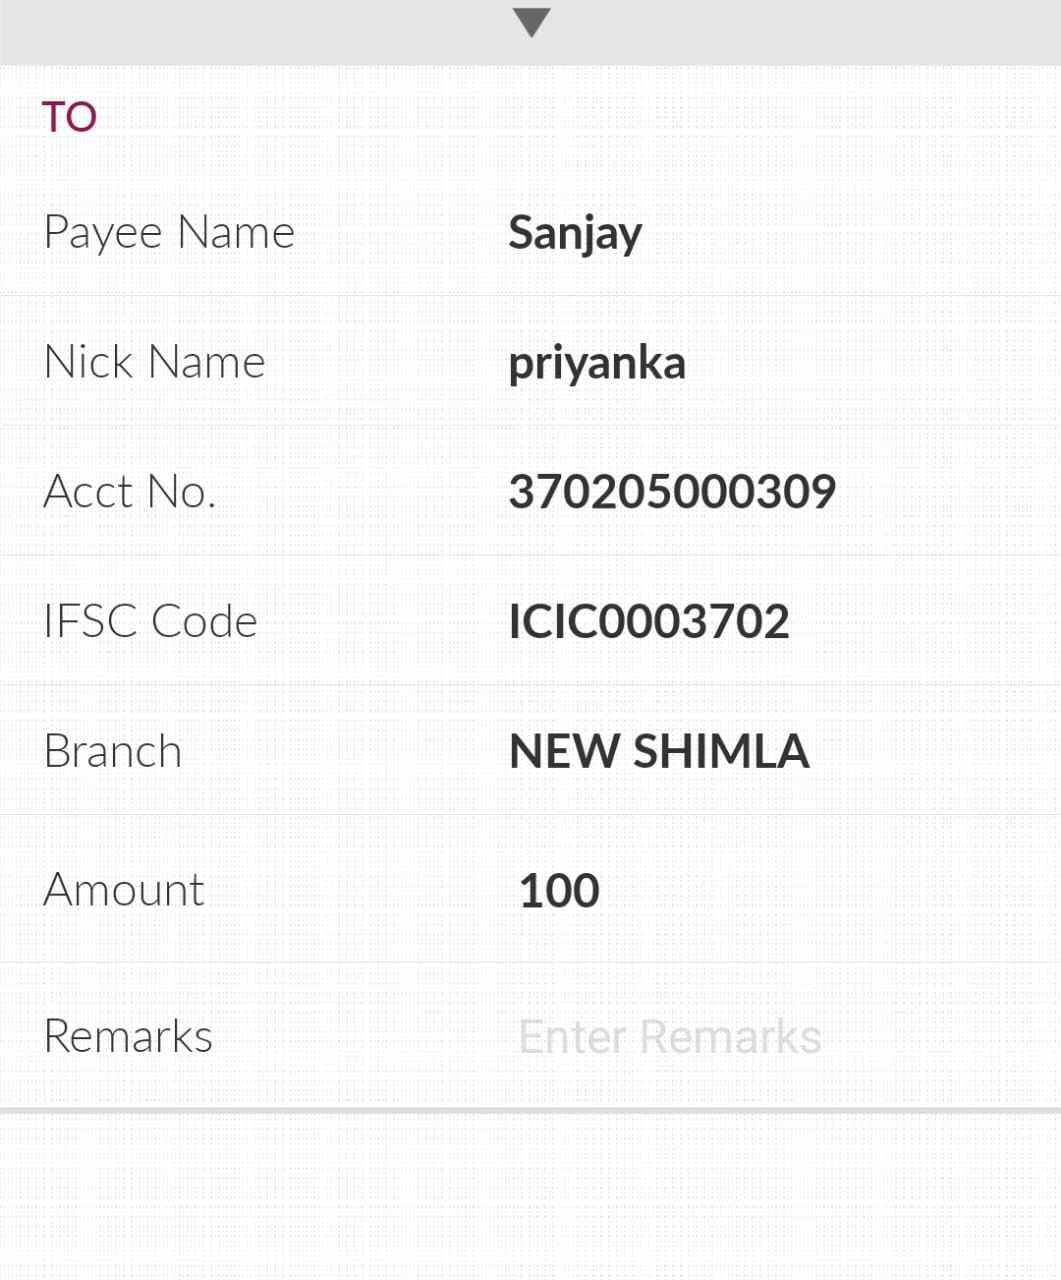 TO
Payee Name Sanjay
Nick Name priyanka
Acct No. 370205000309
IFSC Code ICIC0003702
Branch NEW SHIMLA
Amount 100
Remarks Enter Remarks